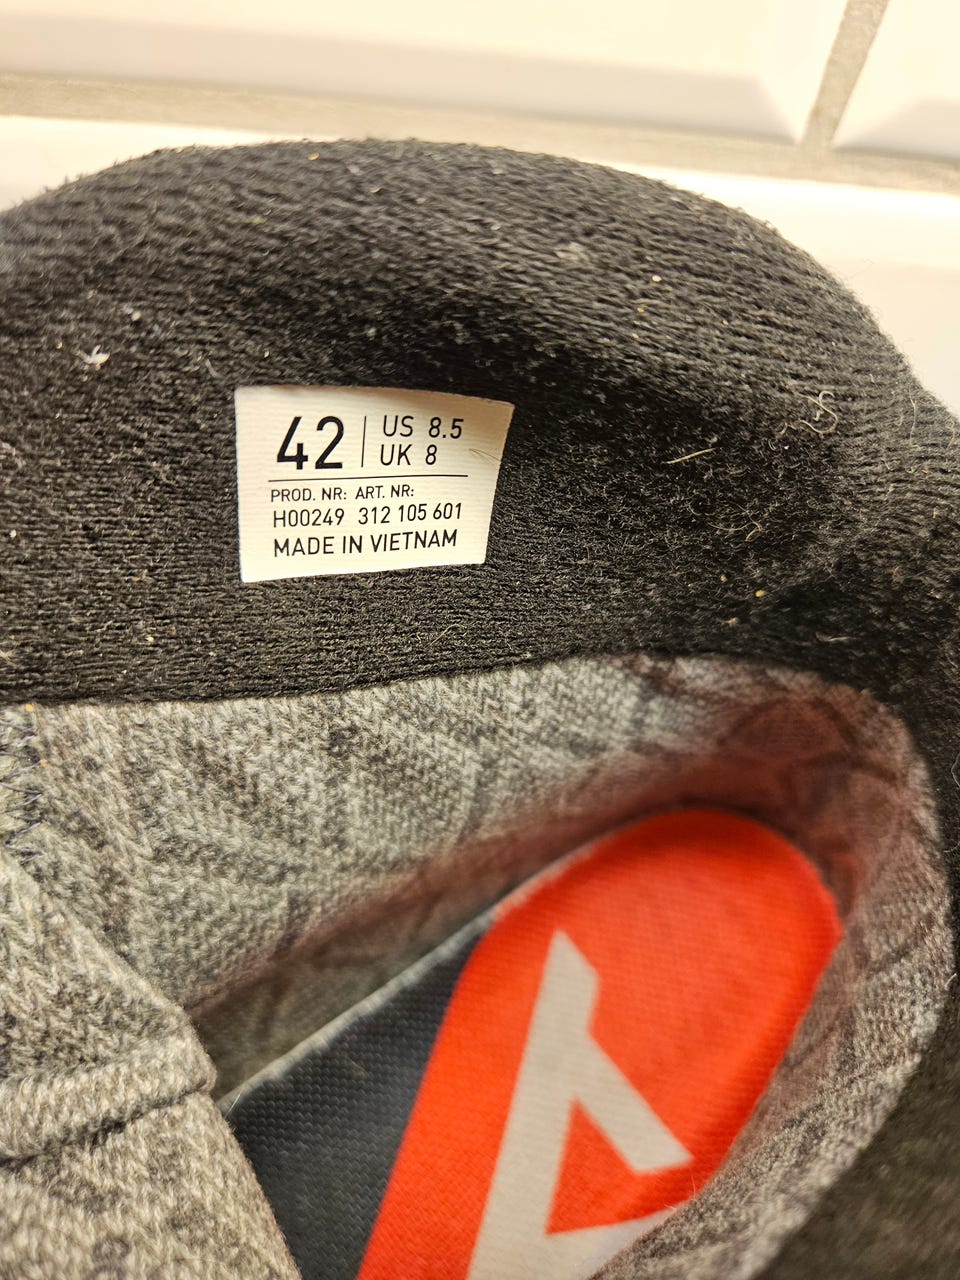 42 | US 8.5
UK 8
PROD. NR: ART. NR:
H00249 312 105 601
MADE IN VIETNAM